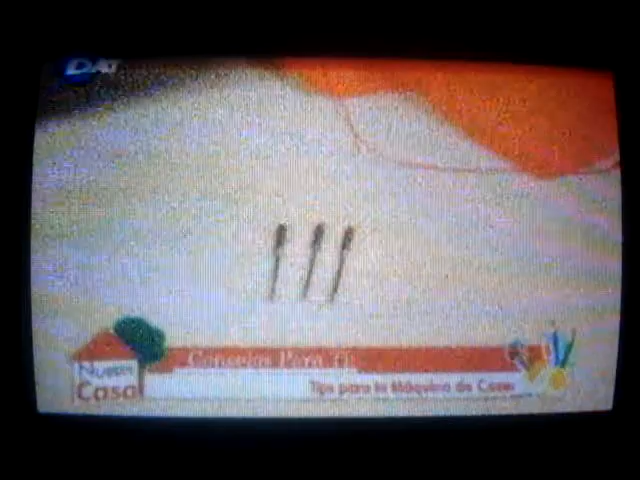 DAT
Consejos Para ti
Nuestra
Casa
Tips para la Máquina de Coser